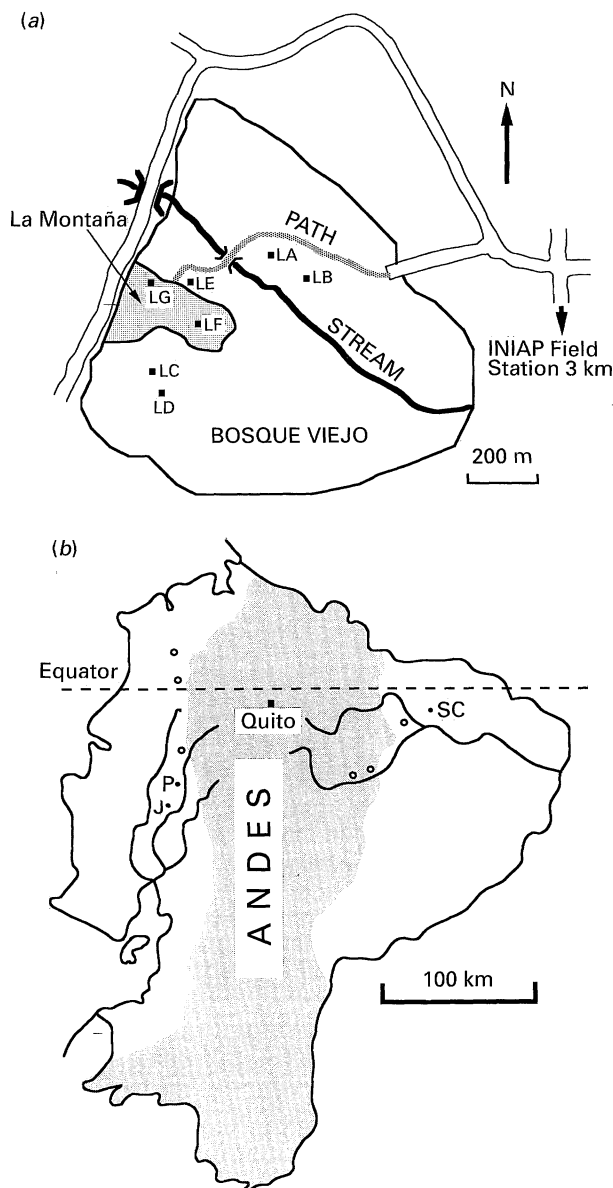 (a)
N
La Montaña
PATH
LA
LB
LE
LG
LF
STREAM
INIAP Field
Station 3 km
LC
LD
BOSQUE VIEJO
200 m
(b)
Equator
SC
Quito
P
J
ANDES
100 km